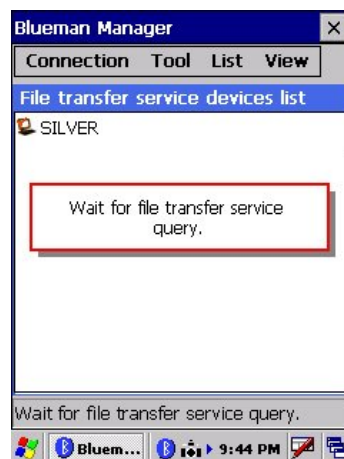 Blueman Manager
Connection Tool List View
File transfer service devices list
SILVER
Wait for file transfer service
query.
Wait for file transfer service query.
Bluem... 9:44 PM